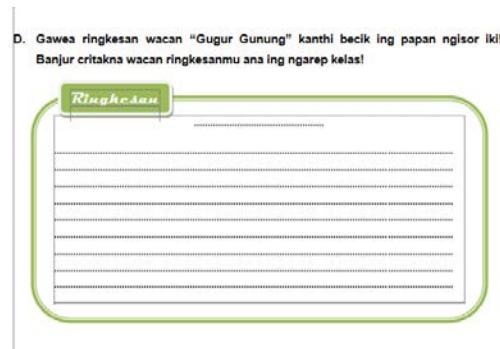 D. Gawea ringkesan wacan “Gugur Gunung” kanthi becik ing papan ngisor iki!
Banjur critakna wacan ringkesanmu ana ing ngarep kelas!
Ringkesan